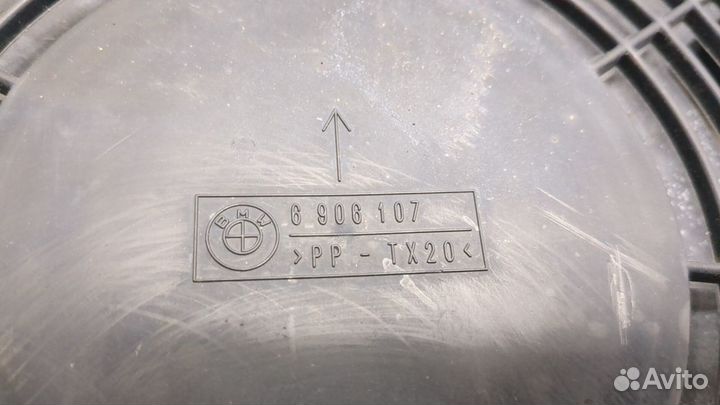 BMW
6 906 107
>PP - TX20<
Avito